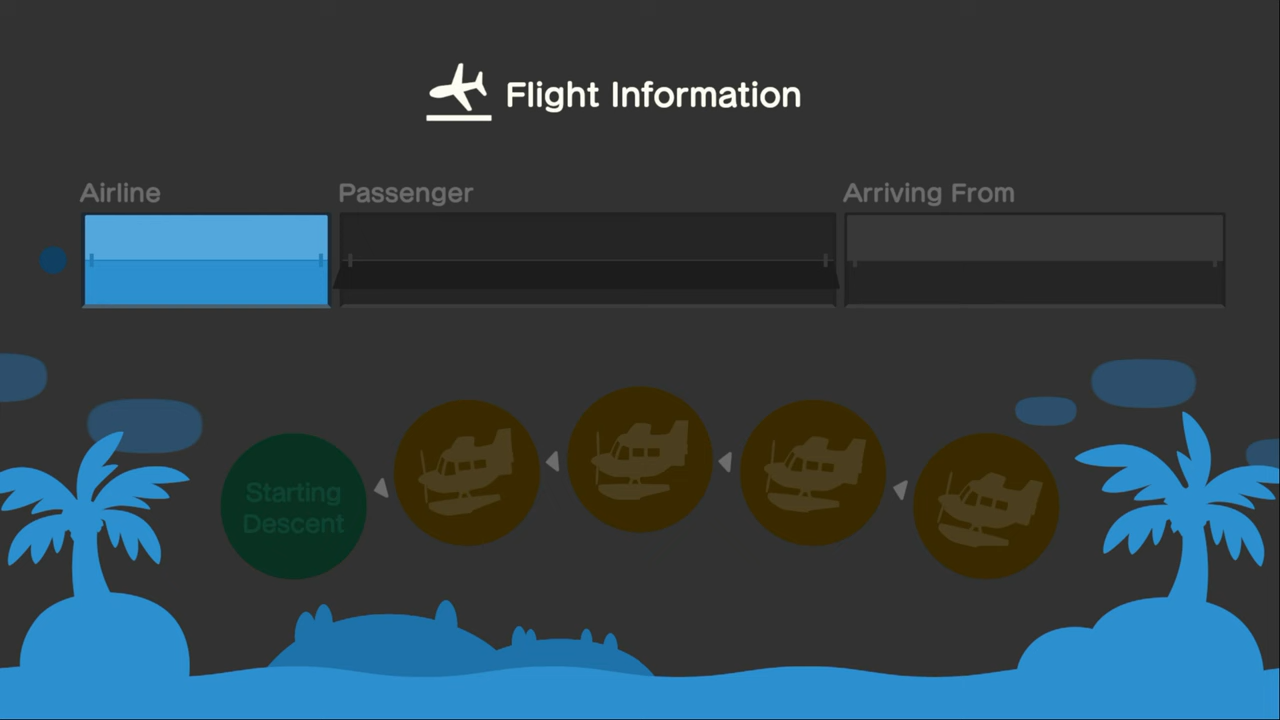 Flight Information
Airline
Passenger
Arriving From
Starting
Descent